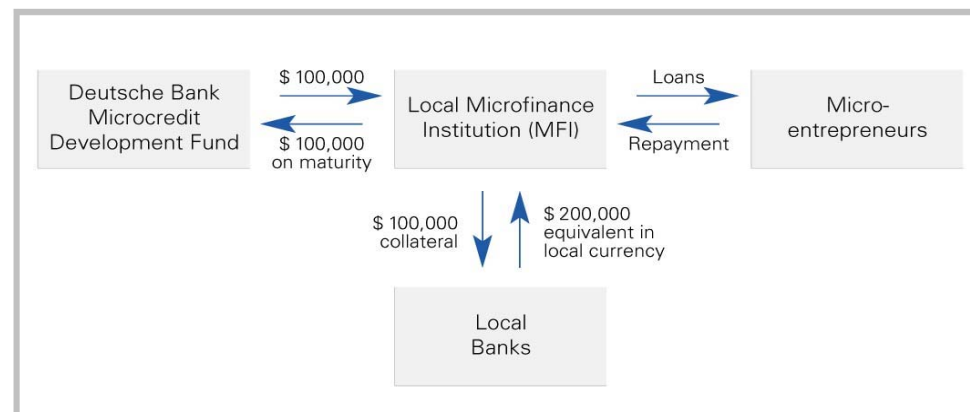 Deutsche Bank
Microcredit
Development Fund
$ 100,000
$ 100,000
on maturity
Local Microfinance
Institution (MFI)
Loans
Repayment
Micro-
entrepreneurs
$ 100,000
collateral
$ 200,000
equivalent in
local currency
Local
Banks